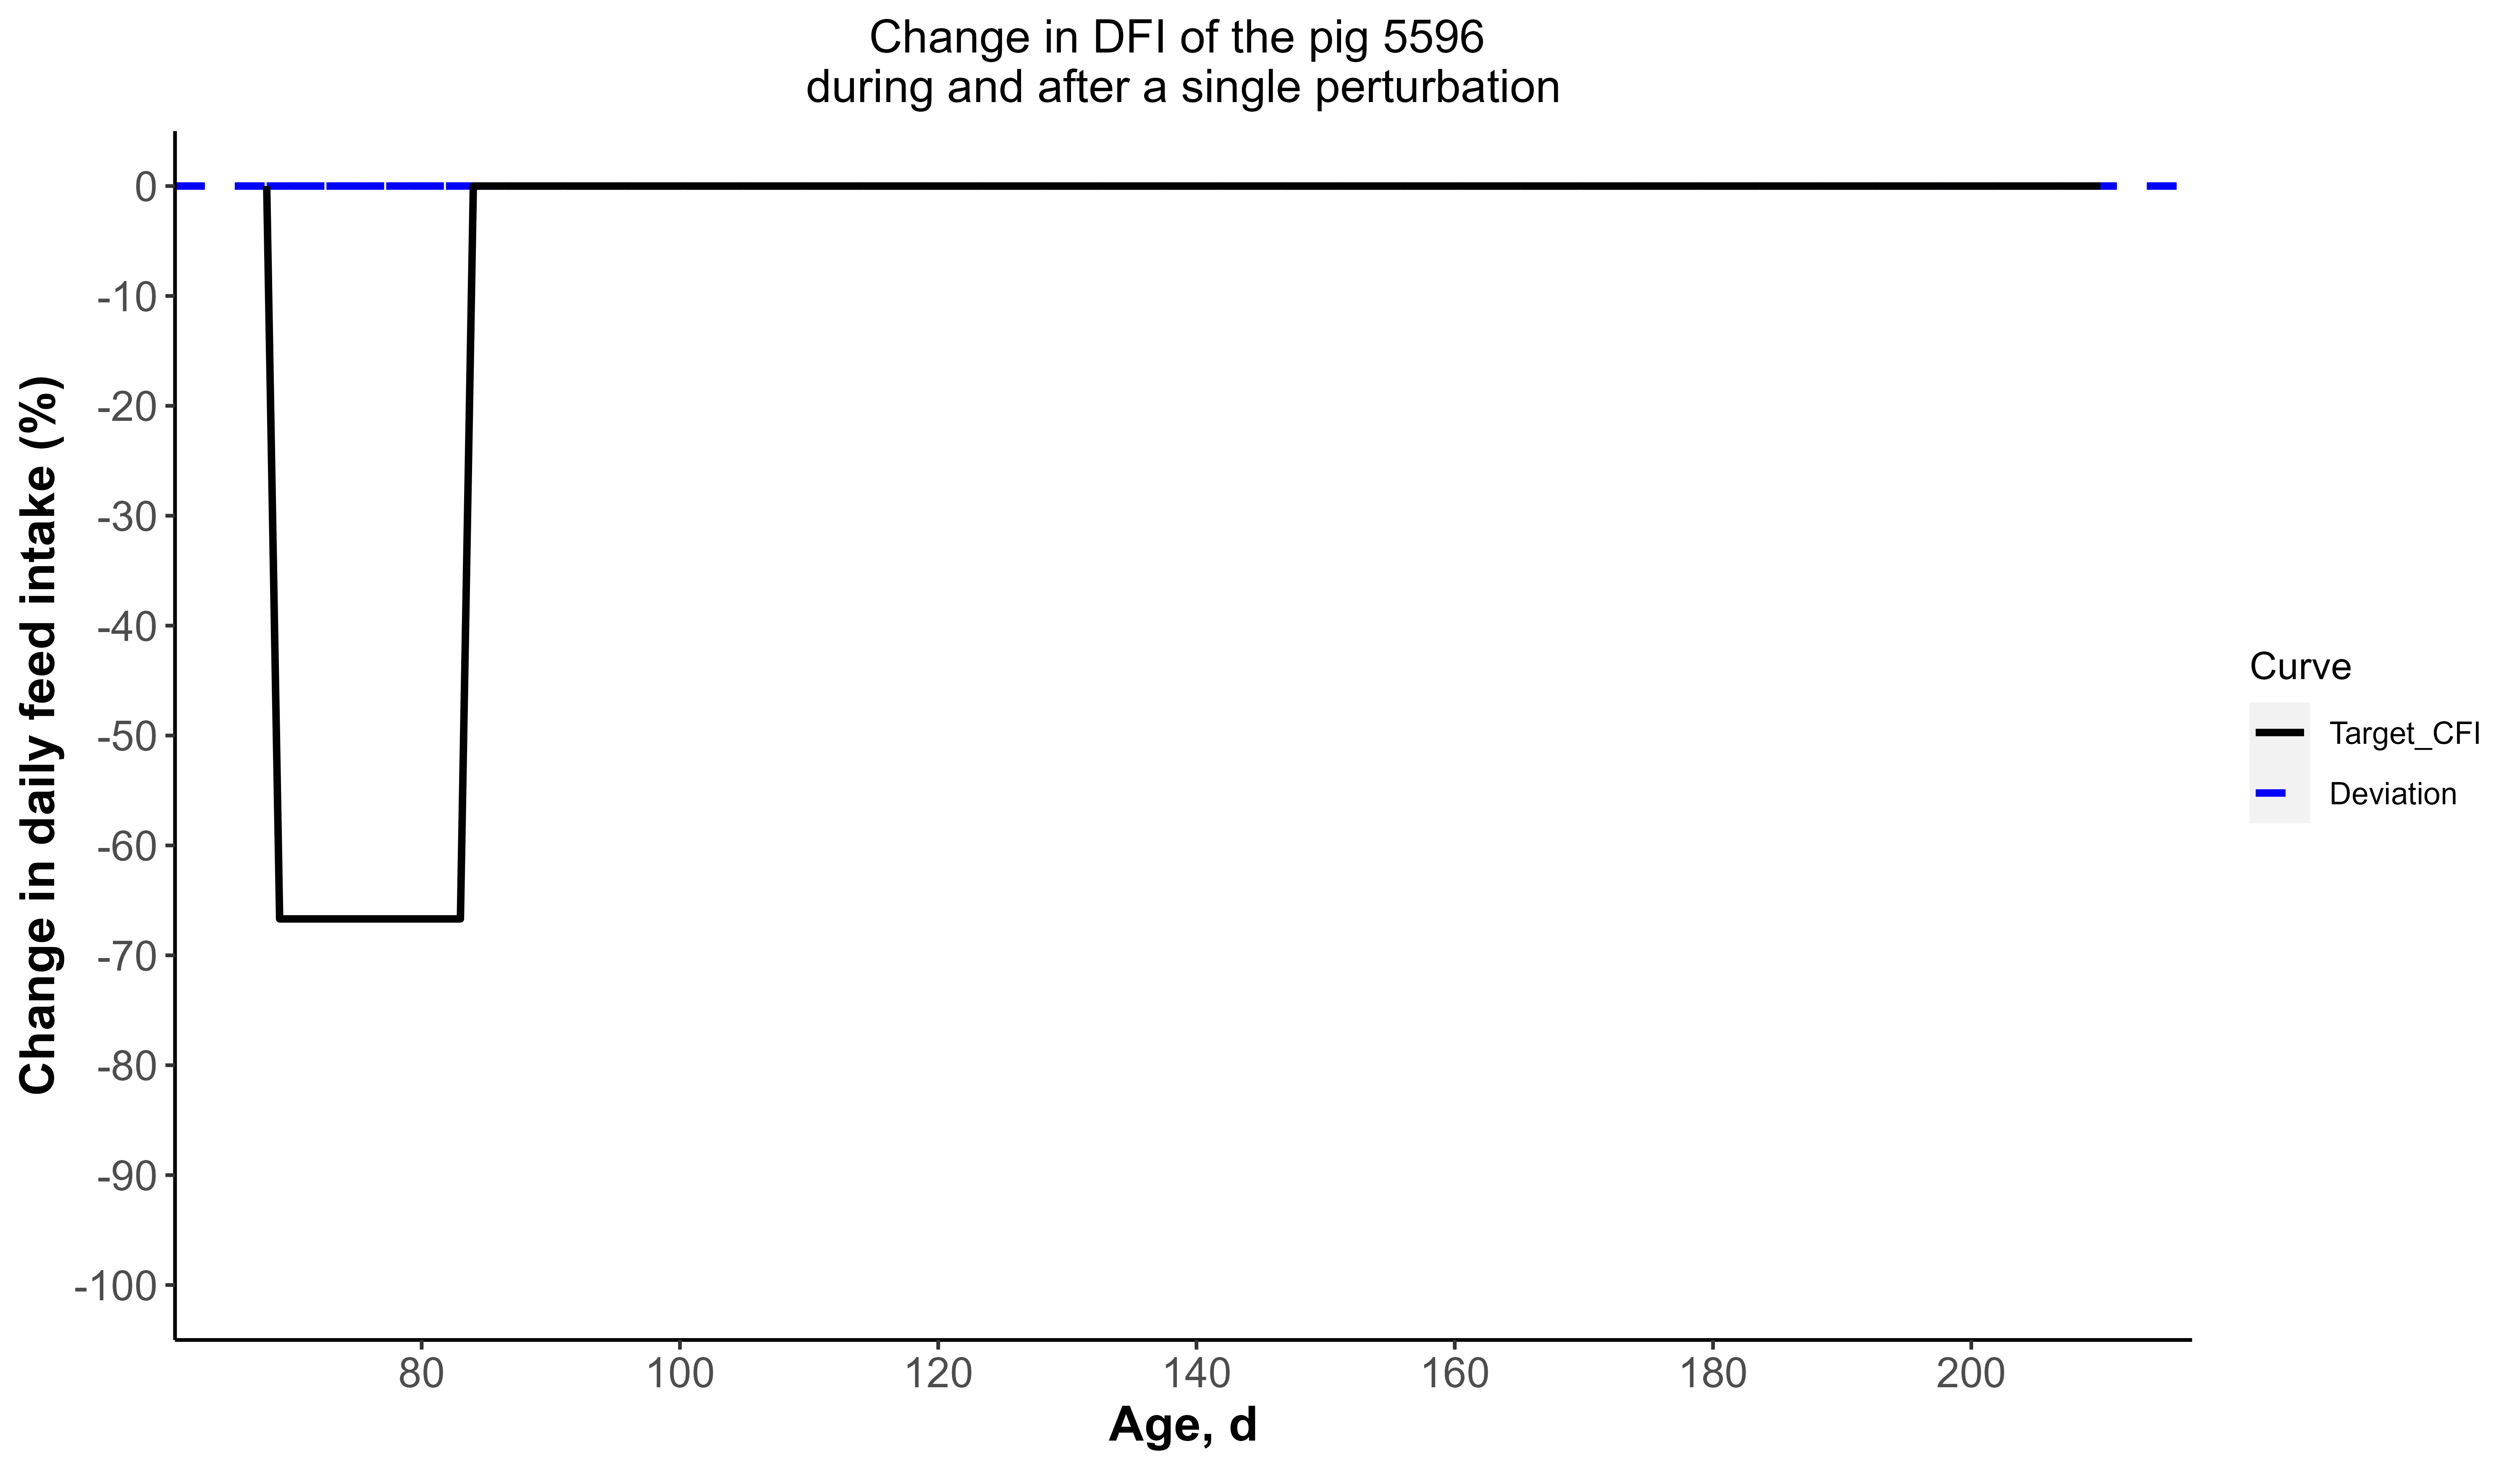 Change in DFI of the pig 5596
during and after a single perturbation
Change in daily feed intake (%)
0
-10
-20
-30
-40
-50
-60
-70
-80
-90
-100
80
100
120
140
160
180
200
Age, d
Curve
Target_CFI
Deviation